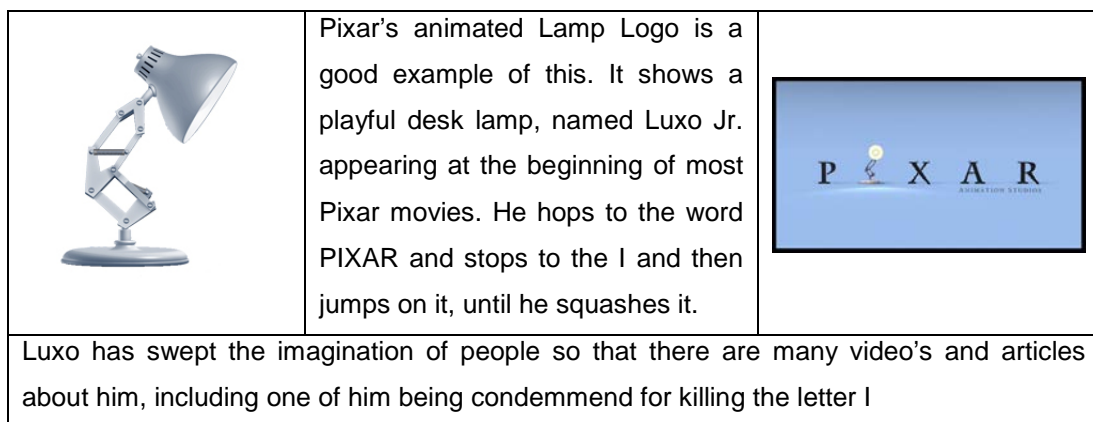 Pixar's animated Lamp Logo is a
good example of this. It shows a
playful desk lamp, named Luxo Jr.
appearing at the beginning of most
Pixar movies. He hops to the word
PIXAR and stops to the I and then
jumps on it, until he squashes it.
P X A R
ANIMATION STUDIOS
Luxo has swept the imagination of people so that there are many video's and articles
about him, including one of him being condemmend for killing the letter I